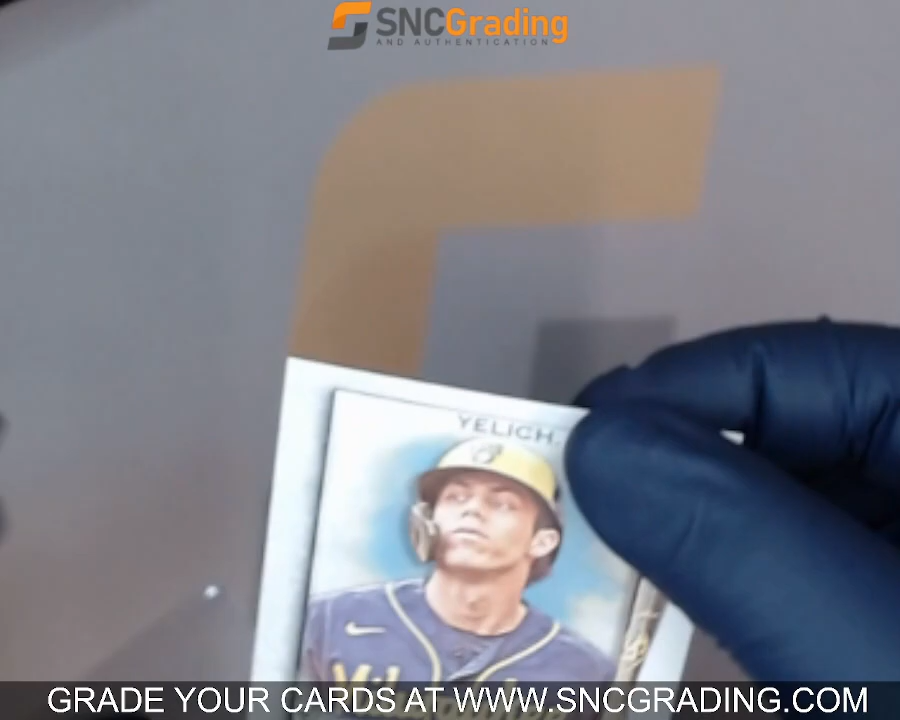 SNCGrading
AND AUTHENTICATION
YELICH.
GRADE YOUR CARDS AT WWW.SNCGRADING.COM